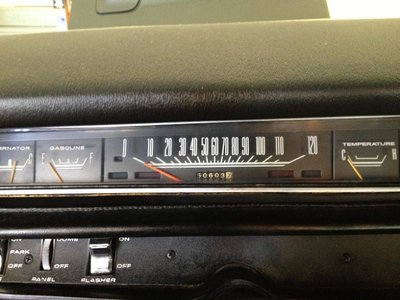 ERNATOR GASOLINE 0 10 20 30 40 50 60 70 80 90 100 110 120 TEMPERATURE
C E F C H
ON DOME ON
PARK
OFF PANEL OFF FLASHER OFF